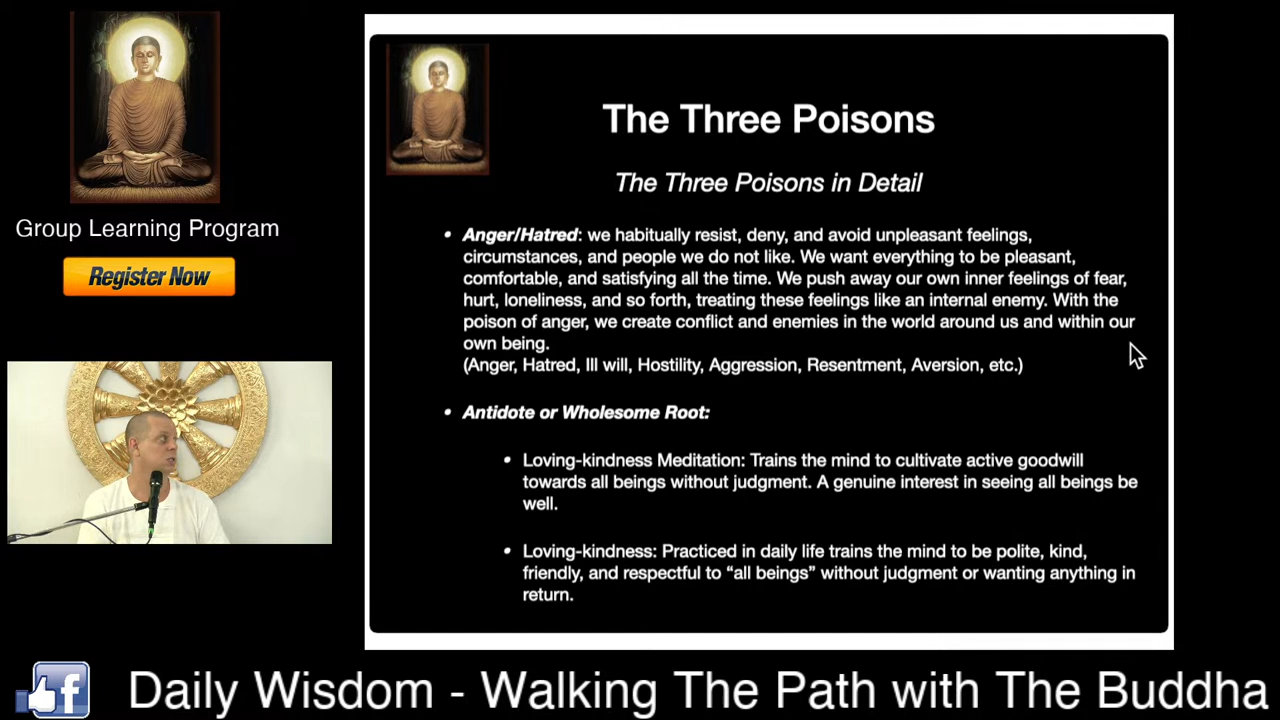 Group Learning Program
Register Now
The Three Poisons
The Three Poisons in Detail
• Anger/Hatred: we habitually resist, deny, and avoid unpleasant feelings,
circumstances, and people we do not like. We want everything to be pleasant,
comfortable, and satisfying all the time. We push away our own inner feelings of fear,
hurt, loneliness, and so forth, treating these feelings like an internal enemy. With the
poison of anger, we create conflict and enemies in the world around us and within our
own being.
(Anger, Hatred, Ill will, Hostility, Aggression, Resentment, Aversion, etc.)
• Antidote or Wholesome Root:
• Loving-kindness Meditation: Trains the mind to cultivate active goodwill
towards all beings without judgment. A genuine interest in seeing all beings be
well.
• Loving-kindness: Practiced in daily life trains the mind to be polite, kind,
friendly, and respectful to “all beings” without judgment or wanting anything in
return.
f
Daily Wisdom - Walking The Path with The Buddha